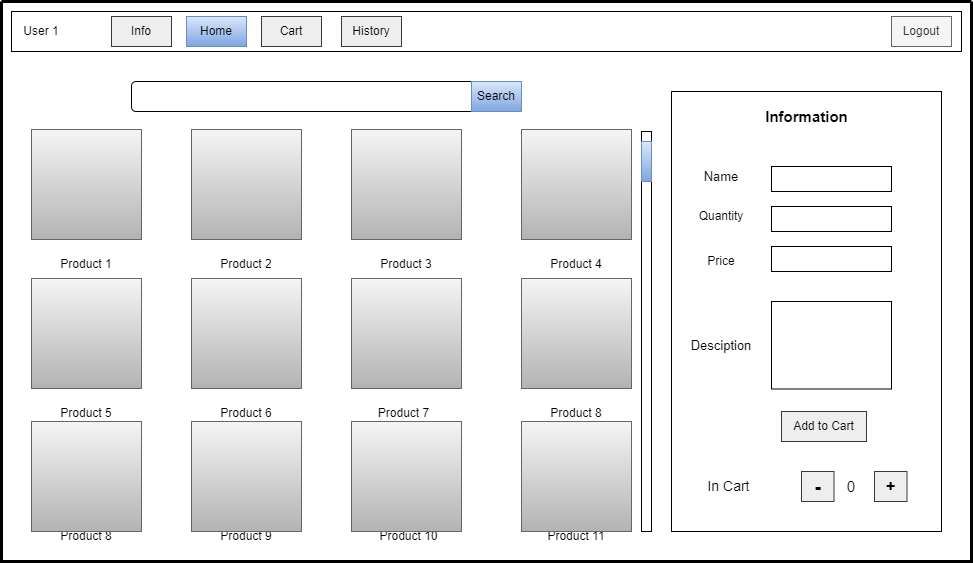 User 1 Info Home Cart History Logout
Search
Information
Name
Quantity
Product 1 Product 2 Product 3 Product 4
Price
Desciption
Product 5 Product 6 Product 7 Product 8
Add to Cart
In Cart - 0 +
Product 8 Product 9 Product 10 Product 11